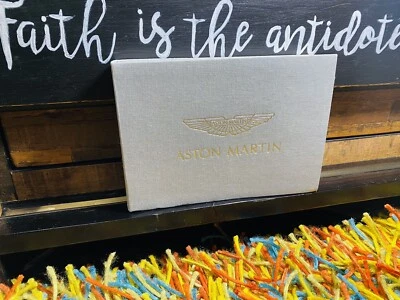 Faith is the antidote
ASTON MARTIN